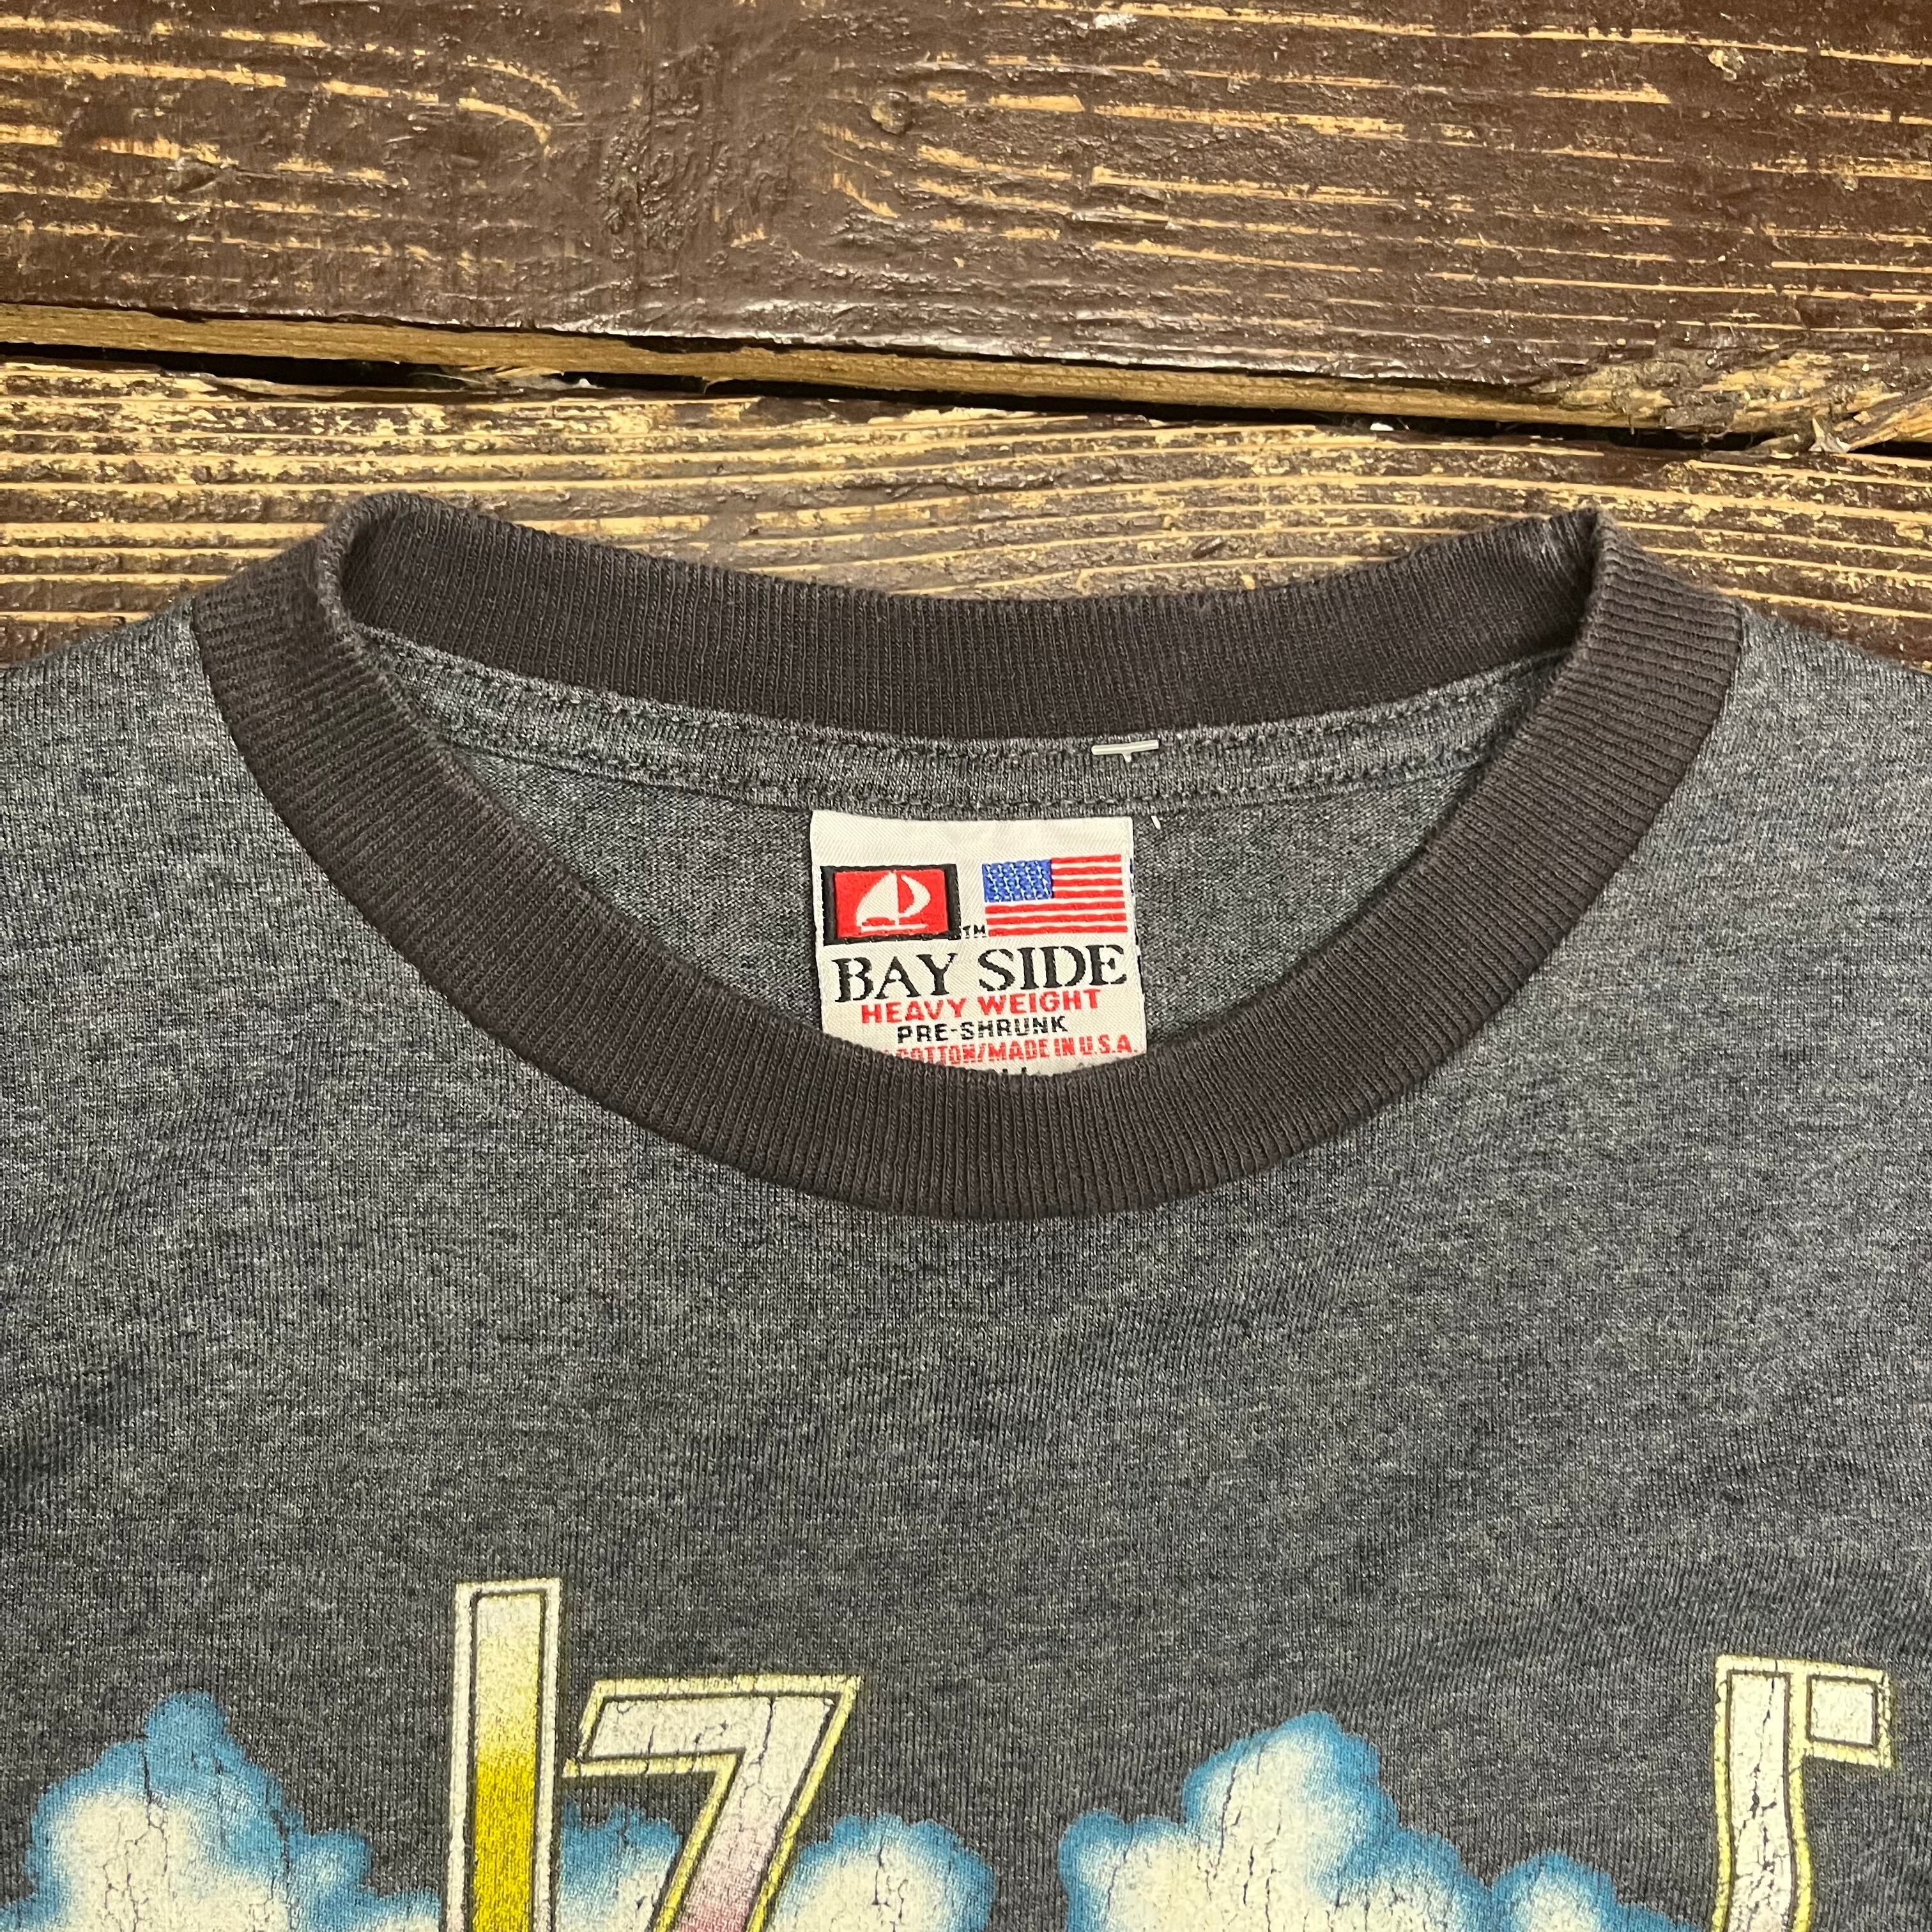 TM
BAY SIDE
HEAVY WEIGHT
PRE-SHRUNK
COTTON/MADE IN U.S.A.